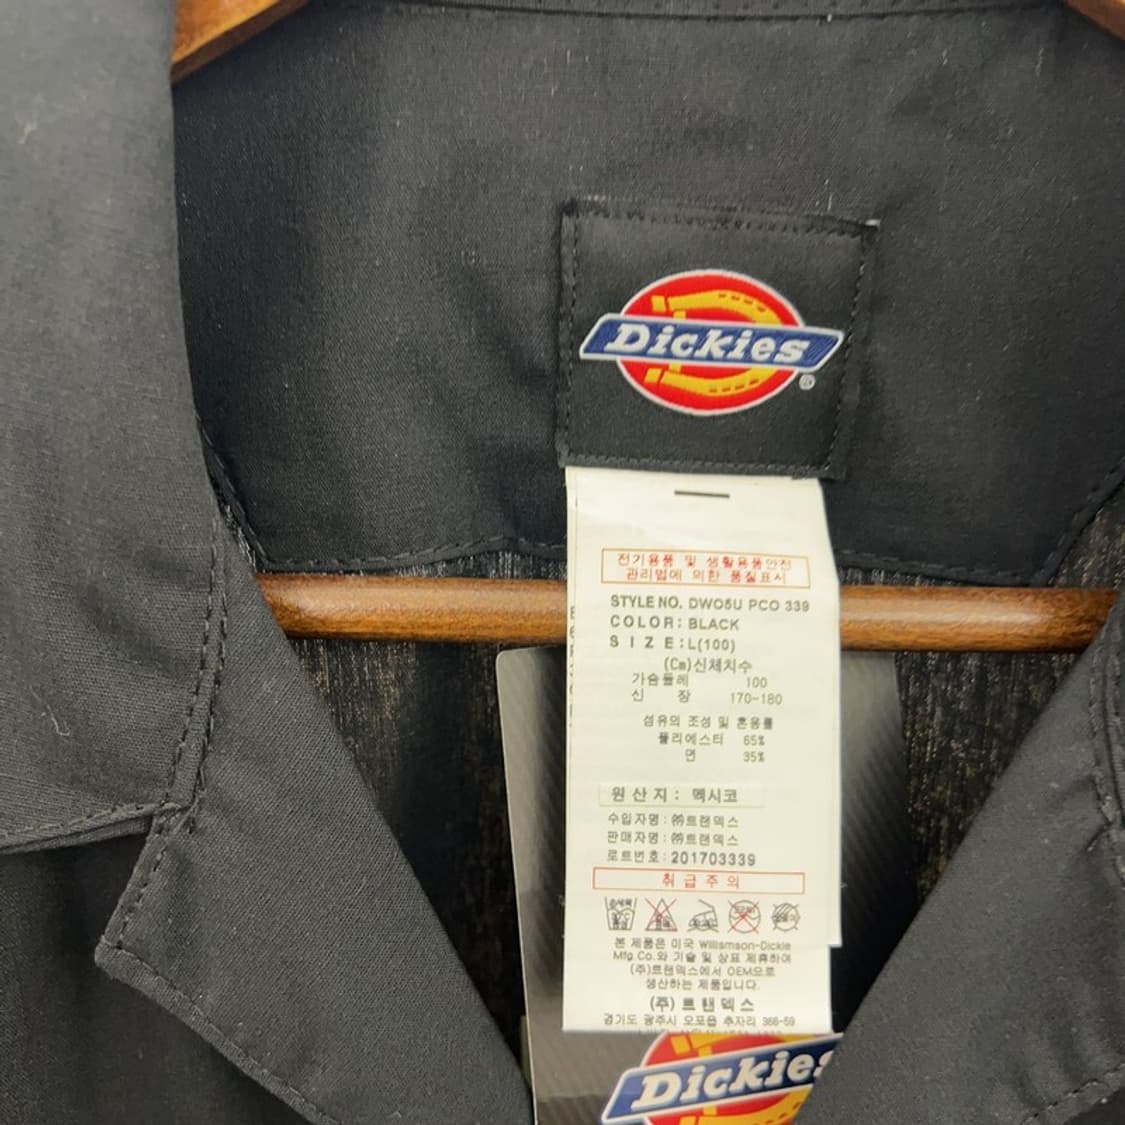 Dickies
®
전기용품 및 생활용품안전
관리법에 의한 품질표시
STYLE NO. DWO5U PCO 339
COLOR: BLACK
S I Z E :L(100)
(Cm)신체치수
가슴둘레 100
신 장 170-180
섬유의 조성 및 혼용률
폴리에스터 65%
면 35%
원산지: 멕시코
수입자명: ㈜트랜덱스
판매자명: ㈜트랜덱스
로트번호: 201703339
취급주의
본 제품은 미국 Williamson-Dickie
Mfg.Co.와 기술 및 상표 제휴하여
(주)트랜덱스에서 OEM으로
생산하는 제품입니다.
(주) 트랜덱스
경기도 광주시 오포읍 추자리 366-59
Dickies